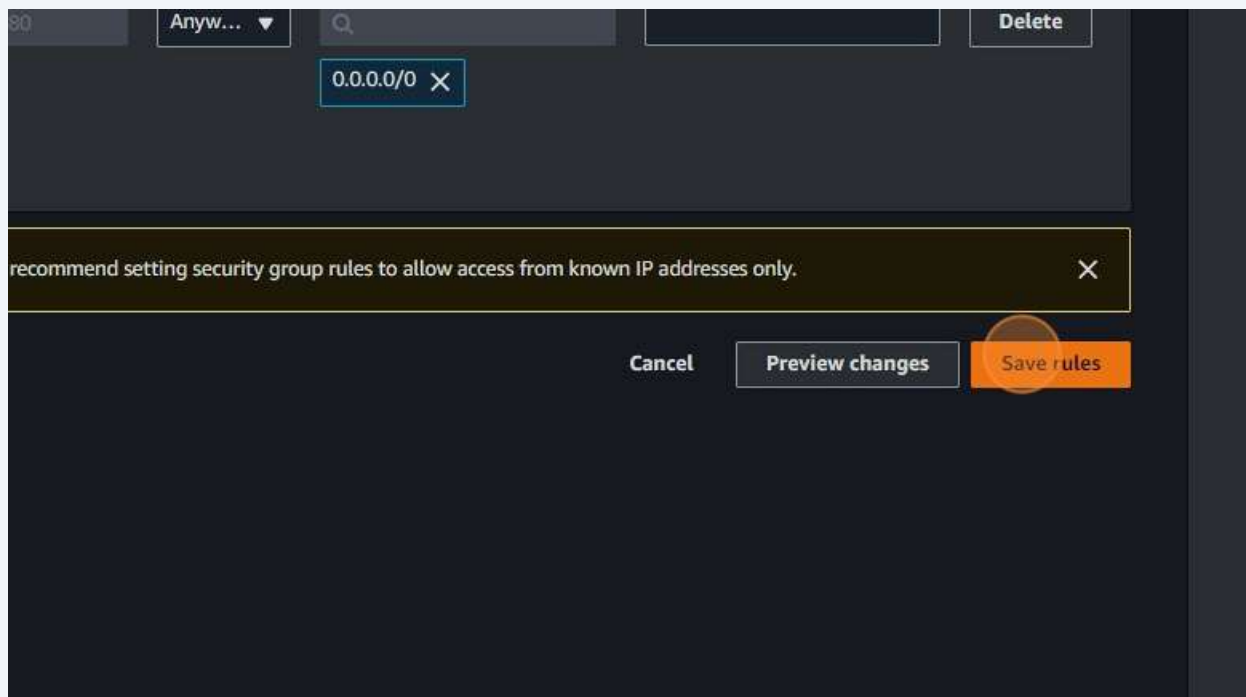 80 Anyw... Delete
0.0.0.0/0
recommend setting security group rules to allow access from known IP addresses only.
Cancel Preview changes Save rules